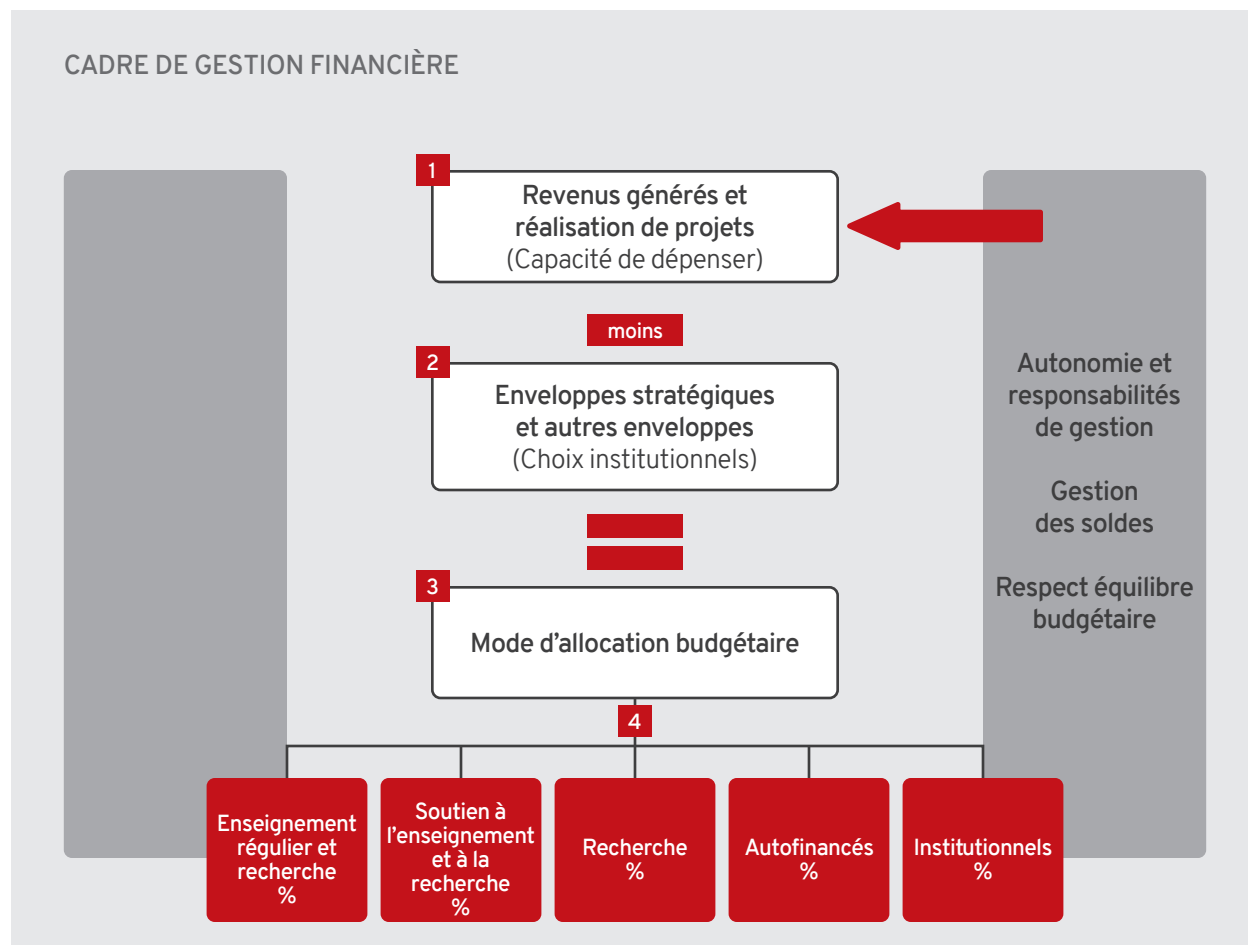 CADRE DE GESTION FINANCIÈRE
1
Revenus générés et
réalisation de projets
(Capacité de dépenser)
moins
2
Enveloppes stratégiques
et autres enveloppes
(Choix institutionnels)
3
Mode d'allocation budgétaire
4
Enseignement
régulier et
recherche
%
Soutien à
l'enseignement
et à la
recherche
%
Recherche
%
Autofinancés
%
Institutionnels
%
Autonomie et
responsabilités
de gestion
Gestion
des soldes
Respect équilibre
budgétaire